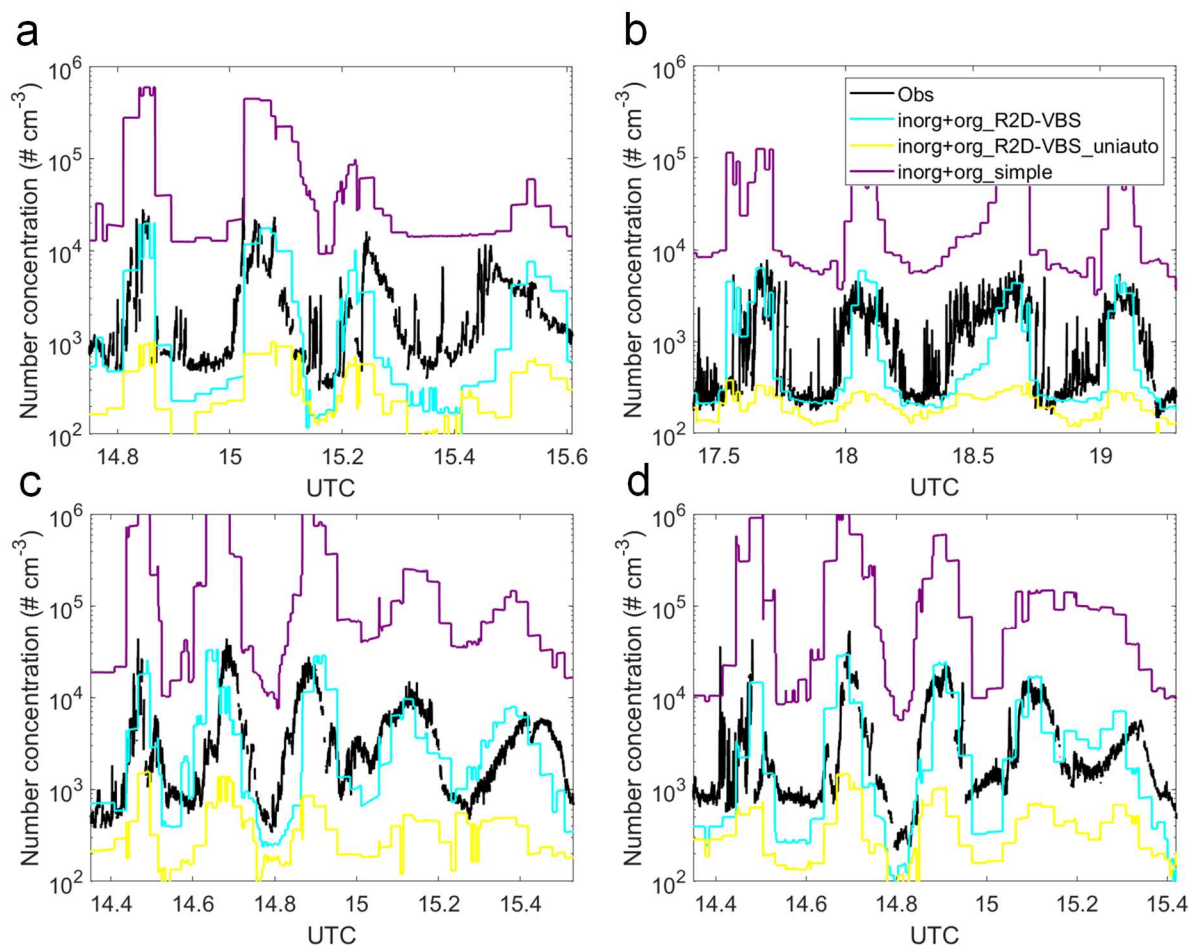 a
b
10^6
10^5
10^4
10^3
10^2
Number concentration (# cm^-3)
14.8
15
15.2
15.4
15.6
UTC
10^6
10^5
10^4
10^3
10^2
Number concentration (# cm^-3)
17.5
18
18.5
19
UTC
Obs
inorg+org_R2D-VBS
inorg+org_R2D-VBS_uniauto
inorg+org_simple
c
d
10^6
10^5
10^4
10^3
10^2
Number concentration (# cm^-3)
14.4
14.6
14.8
15
15.2
15.4
UTC
10^6
10^5
10^4
10^3
10^2
Number concentration (# cm^-3)
14.4
14.6
14.8
15
15.2
15.4
UTC